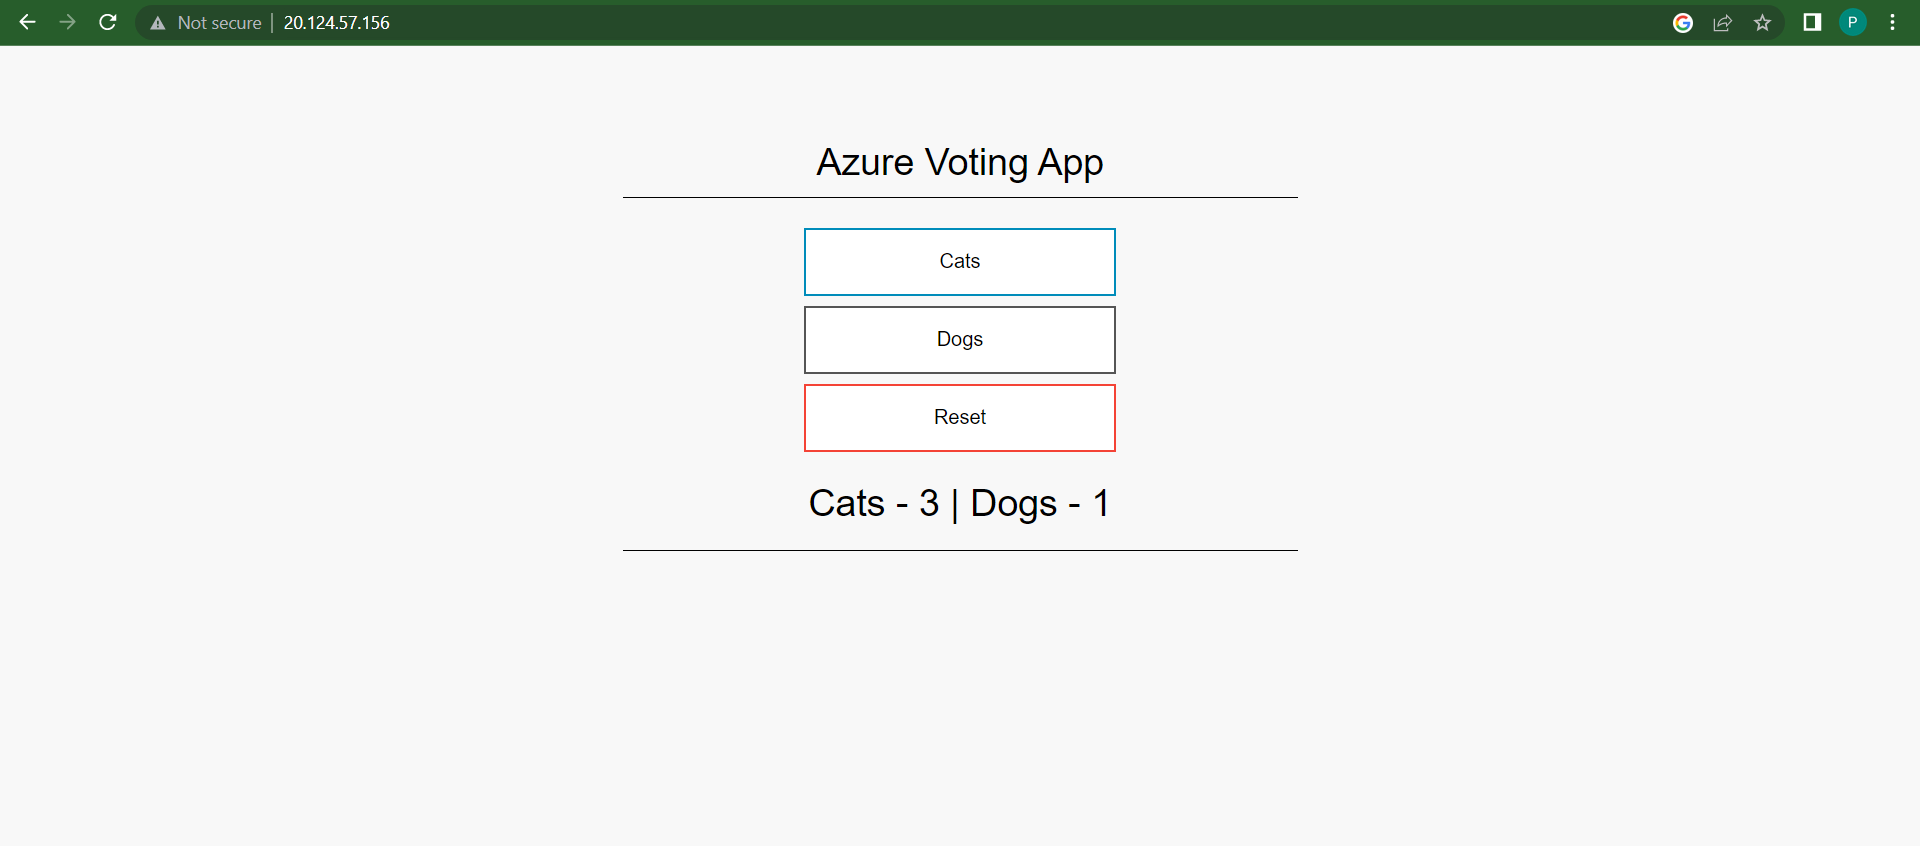 Not secure | 20.124.57.156
P
Azure Voting App
Cats
Dogs
Reset
Cats - 3 | Dogs - 1